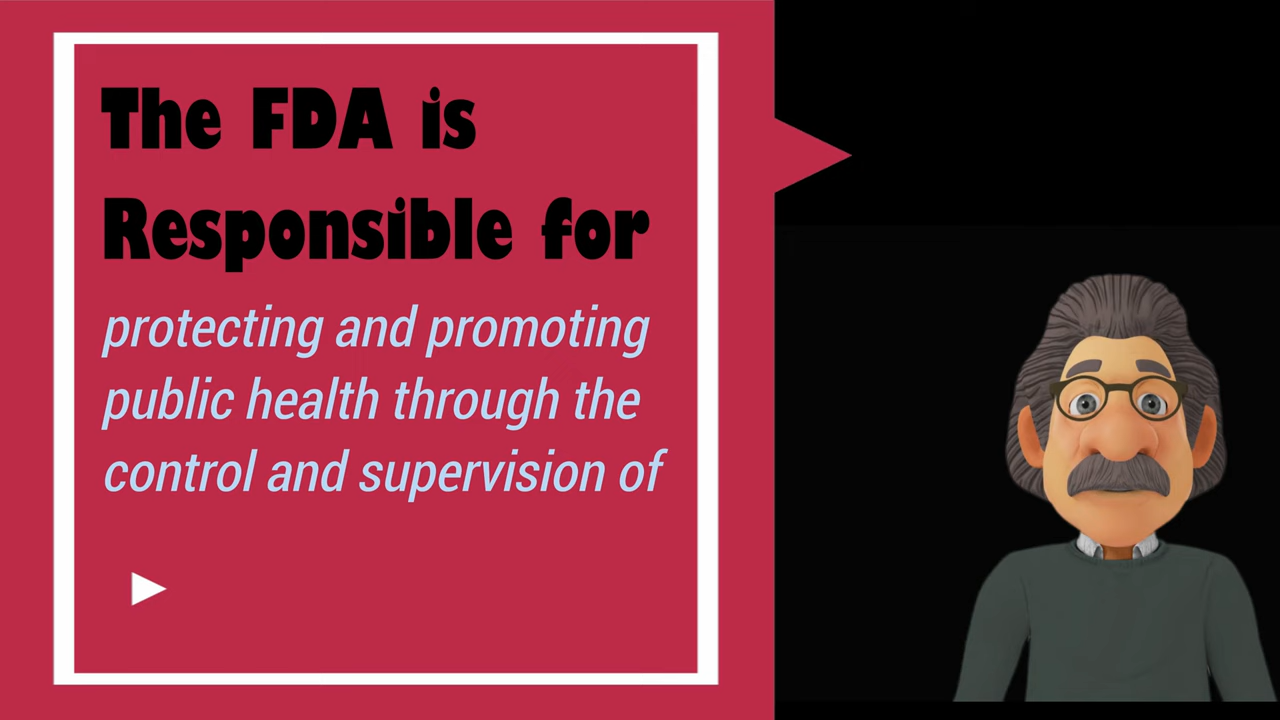 The FDA is
Responsible for
protecting and promoting
public health through the
control and supervision of